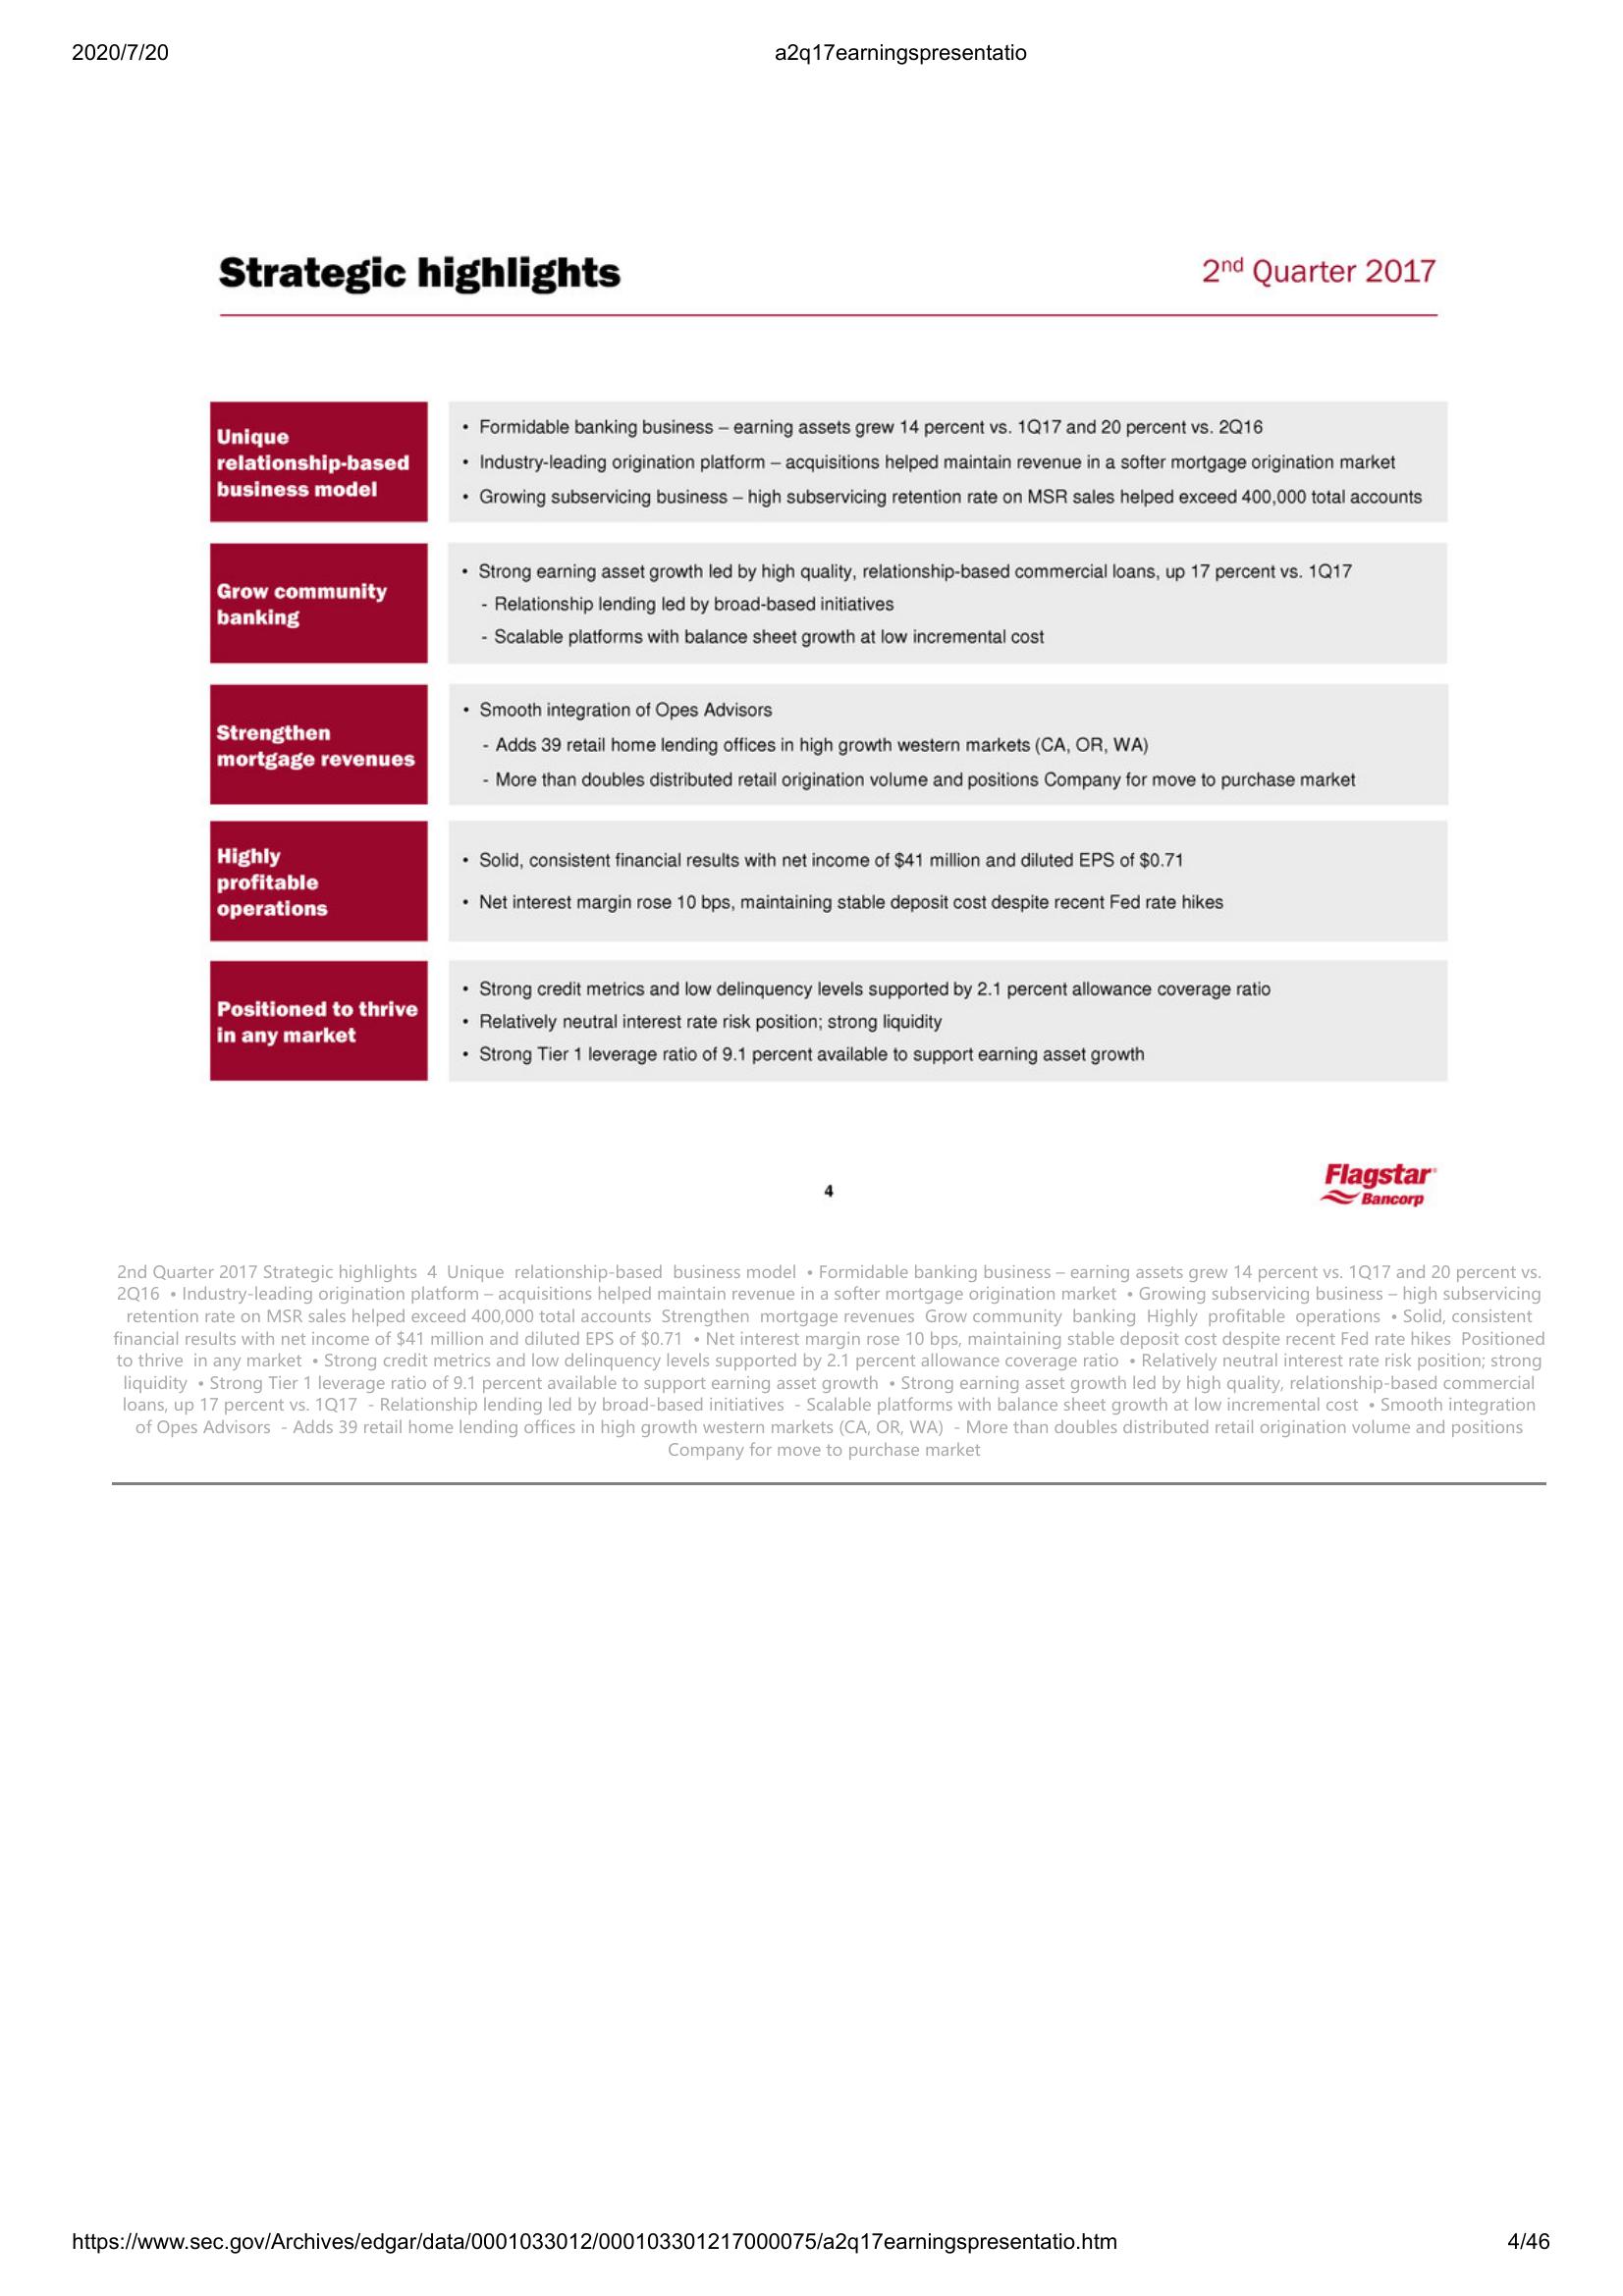 2020/7/20
a2q17earningspresentatio
Strategic highlights
2nd Quarter 2017
Unique
relationship-based
business model
• Formidable banking business – earning assets grew 14 percent vs. 1Q17 and 20 percent vs. 2Q16
• Industry-leading origination platform – acquisitions helped maintain revenue in a softer mortgage origination market
• Growing subservicing business – high subservicing retention rate on MSR sales helped exceed 400,000 total accounts
Grow community
banking
• Strong earning asset growth led by high quality, relationship-based commercial loans, up 17 percent vs. 1Q17
- Relationship lending led by broad-based initiatives
- Scalable platforms with balance sheet growth at low incremental cost
Strengthen
mortgage revenues
• Smooth integration of Opes Advisors
- Adds 39 retail home lending offices in high growth western markets (CA, OR, WA)
- More than doubles distributed retail origination volume and positions Company for move to purchase market
Highly
profitable
operations
• Solid, consistent financial results with net income of $41 million and diluted EPS of $0.71
• Net interest margin rose 10 bps, maintaining stable deposit cost despite recent Fed rate hikes
Positioned to thrive
in any market
• Strong credit metrics and low delinquency levels supported by 2.1 percent allowance coverage ratio
• Relatively neutral interest rate risk position; strong liquidity
• Strong Tier 1 leverage ratio of 9.1 percent available to support earning asset growth
4
Flagstar
Bancorp
2nd Quarter 2017 Strategic highlights 4 Unique relationship-based business model • Formidable banking business – earning assets grew 14 percent vs. 1Q17 and 20 percent vs.
2Q16 • Industry-leading origination platform – acquisitions helped maintain revenue in a softer mortgage origination market • Growing subservicing business – high subservicing
retention rate on MSR sales helped exceed 400,000 total accounts Strengthen mortgage revenues Grow community banking Highly profitable operations • Solid, consistent
financial results with net income of $41 million and diluted EPS of $0.71 • Net interest margin rose 10 bps, maintaining stable deposit cost despite recent Fed rate hikes Positioned
to thrive in any market • Strong credit metrics and low delinquency levels supported by 2.1 percent allowance coverage ratio • Relatively neutral interest rate risk position; strong
liquidity • Strong Tier 1 leverage ratio of 9.1 percent available to support earning asset growth • Strong earning asset growth led by high quality, relationship-based commercial
loans, up 17 percent vs. 1Q17 - Relationship lending led by broad-based initiatives - Scalable platforms with balance sheet growth at low incremental cost • Smooth integration
of Opes Advisors - Adds 39 retail home lending offices in high growth western markets (CA, OR, WA) - More than doubles distributed retail origination volume and positions
Company for move to purchase market
https://www.sec.gov/Archives/edgar/data/0001033012/000103301217000075/a2q17earningspresentatio.htm
4/46